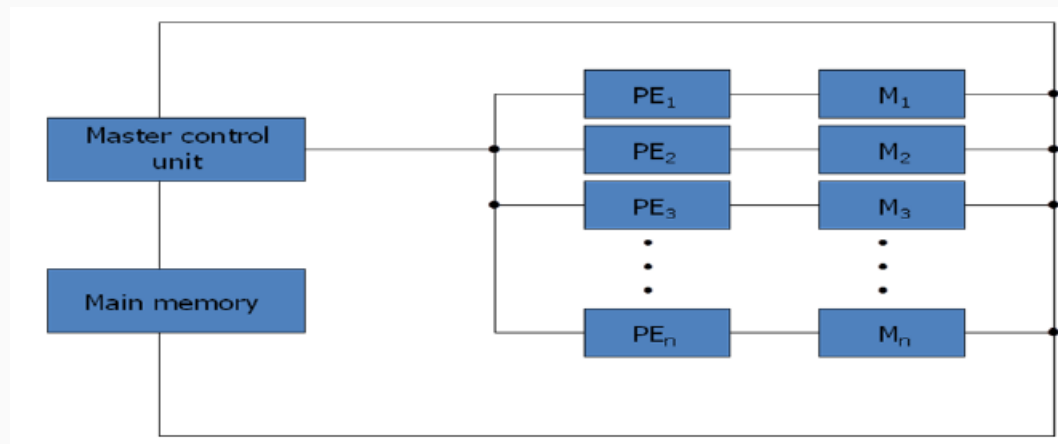 PE₁
M₁
Master control
unit
PE₂
M₂
PE₃
M₃
Main memory
PEₙ
Mₙ